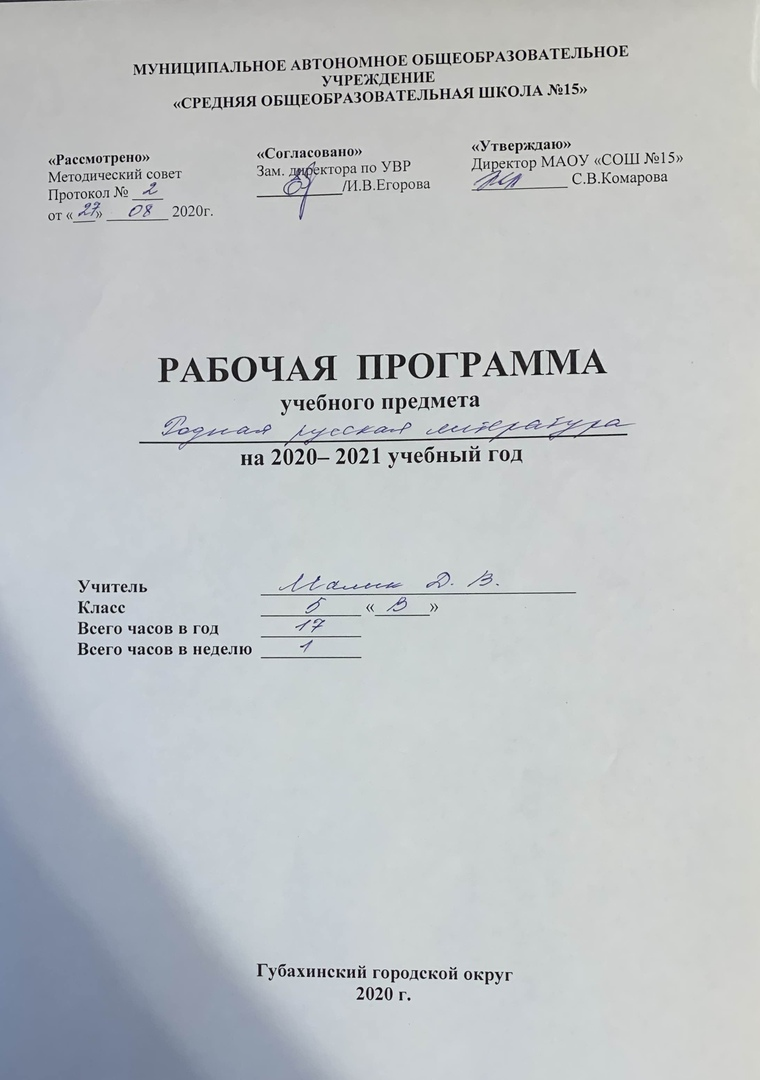 МУНИЦИПАЛЬНОЕ АВТОНОМНОЕ ОБЩЕОБРАЗОВАТЕЛЬНОЕ
УЧРЕЖДЕНИЕ
«СРЕДНЯЯ ОБЩЕОБРАЗОВАТЕЛЬНАЯ ШКОЛА №15»
«Рассмотрено»
Методический совет
Протокол № 2
от «27» 08 2020г.
«Согласовано»
Зам. директора по УВР
/И.В.Егорова
«Утверждаю»
Директор МАОУ «СОШ №15»
С.В.Комарова
РАБОЧАЯ ПРОГРАММА
учебного предмета
Родная русская литература
на 2020– 2021 учебный год
Учитель Малик Д. В.
Класс 5 « В »
Всего часов в год 17
Всего часов в неделю 1
Губахинский городской округ
2020 г.